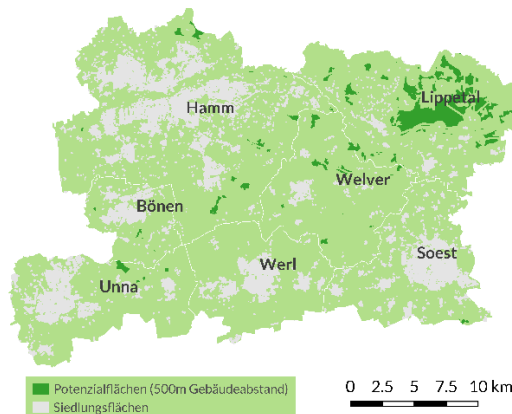 Lippetal
Hamm
Welver
Bönen
Soest
Werl
Unna
Potenzialflächen (500m Gebäudeabstand)
Siedlungsflächen
0 2.5 5 7.5 10 km